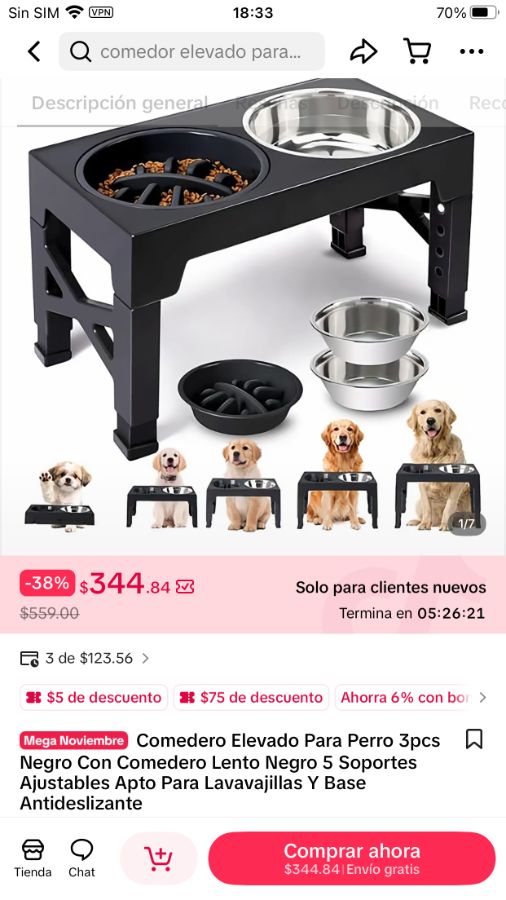 Sin SIM VPN 18:33 70%
comedor elevado para...
Descripción general Reseñas Descripción Reco
1/7
-38% $344.84 Solo para clientes nuevos
$559.00 Termina en 05:26:21
3 de $123.56 >
$5 de descuento $75 de descuento Ahorra 6% con bon >
Mega Noviembre Comedero Elevado Para Perro 3pcs
Negro Con Comedero Lento Negro 5 Soportes
Ajustables Apto Para Lavavajillas Y Base
Antideslizante
Comprar ahora
Tienda Chat $344.84 | Envío gratis